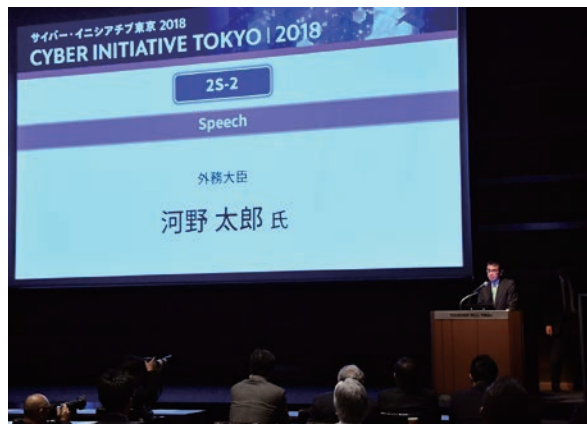 サイバー・イニシアチブ東京 2018
CYBER INITIATIVE TOKYO | 2018
2S-2
Speech
外務大臣
河野 太郎 氏